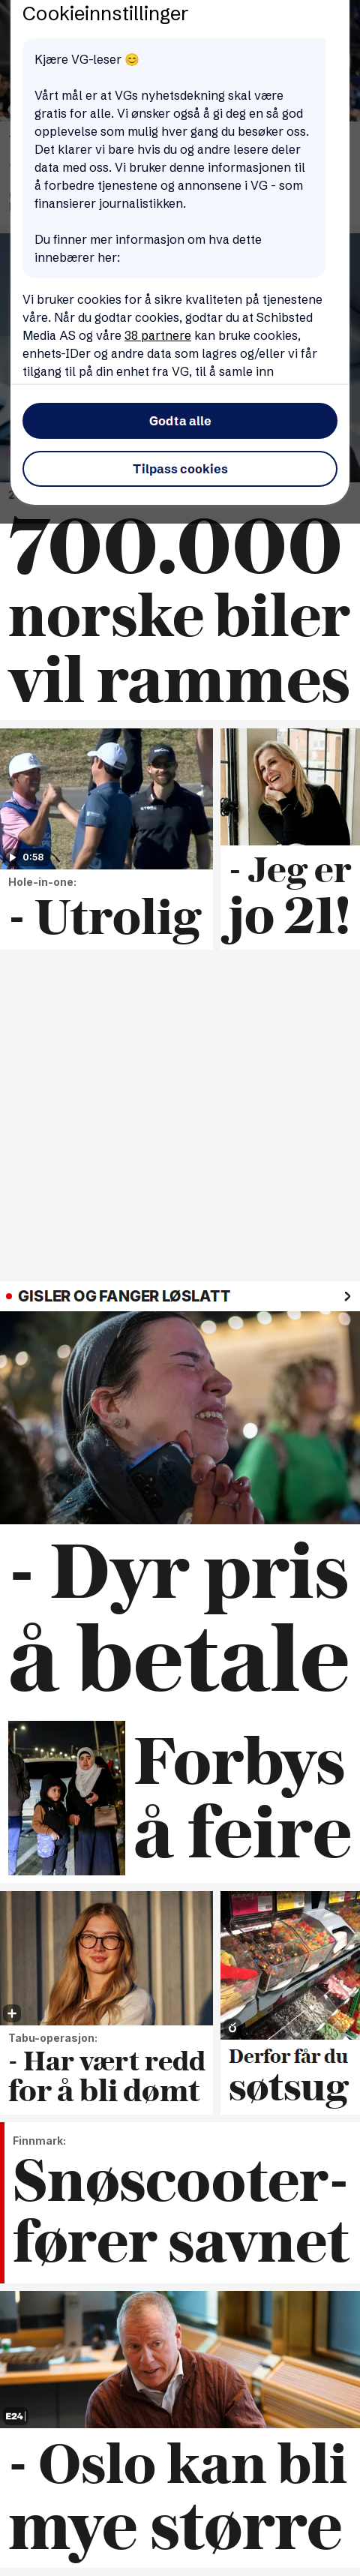 Cookieinnstillinger
Kjære VG-leser 😊
Vårt mål er at VGs nyhetsdekning skal være
gratis for alle. Vi ønsker også å gi deg en så god
opplevelse som mulig hver gang du besøker oss.
Det klarer vi bare hvis du og andre lesere deler
data med oss. Vi bruker denne informasjonen til
å forbedre tjenestene og annonsene i VG - som
finansierer journalistikken.
Du finner mer informasjon om hva dette
innebærer her:
Vi bruker cookies for å sikre kvaliteten på tjenestene
våre. Når du godtar cookies, godtar du at Schibsted
Media AS og våre 38 partnere kan bruke cookies,
enhets-IDer og andre data som lagres og/eller vi får
tilgang til på din enhet fra VG, til å samle inn
Godta alle
Tilpass cookies
700.000
norske biler
vil rammes
0:58
Hole-in-one:
- Utrolig
- Jeg er
jo 21!
GISLER OG FANGER LØSLATT
- Dyr pris
å betale
Forbys
å feire
Tabu-operasjon:
- Har vært redd
for å bli dømt
Derfor får du
søtsug
Finnmark:
Snøscooter-
fører savnet
E24
- Oslo kan bli
mye større